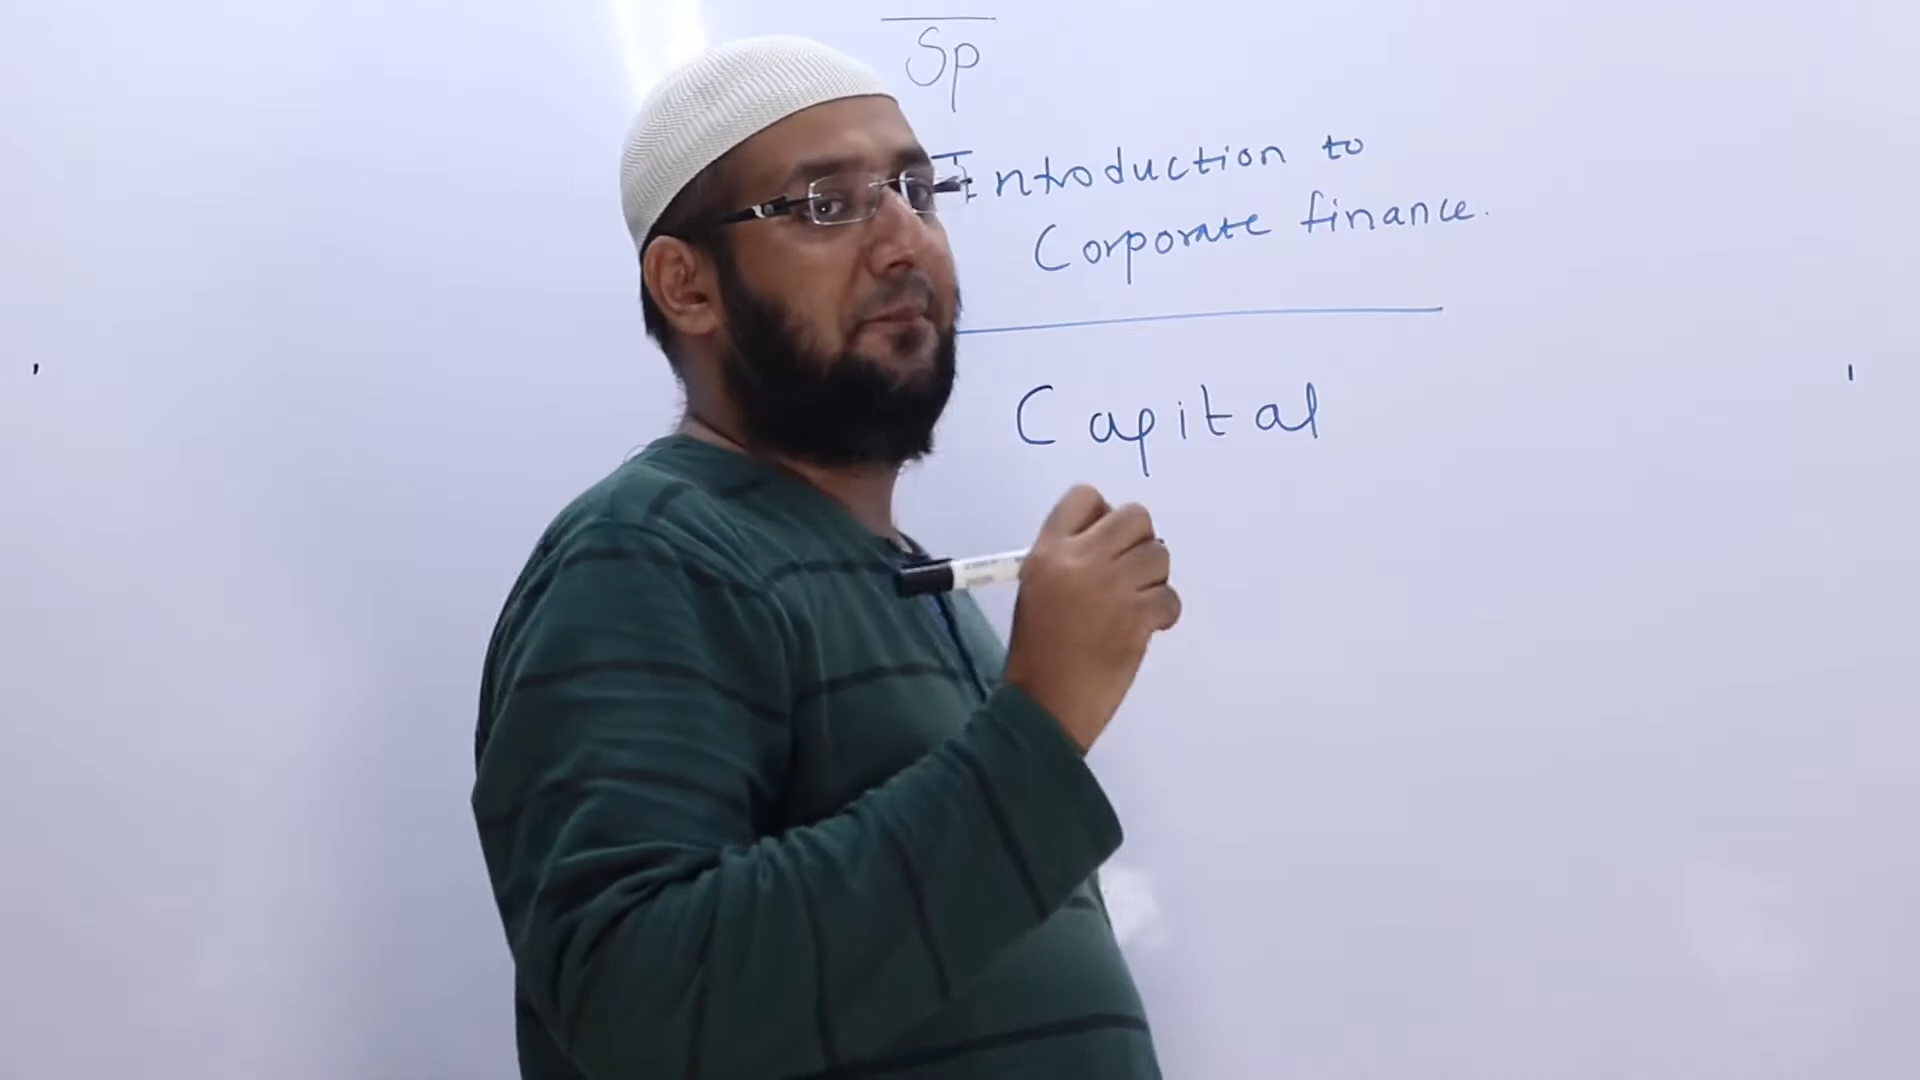 Sp
Introduction to
Corporate finance.
Capital